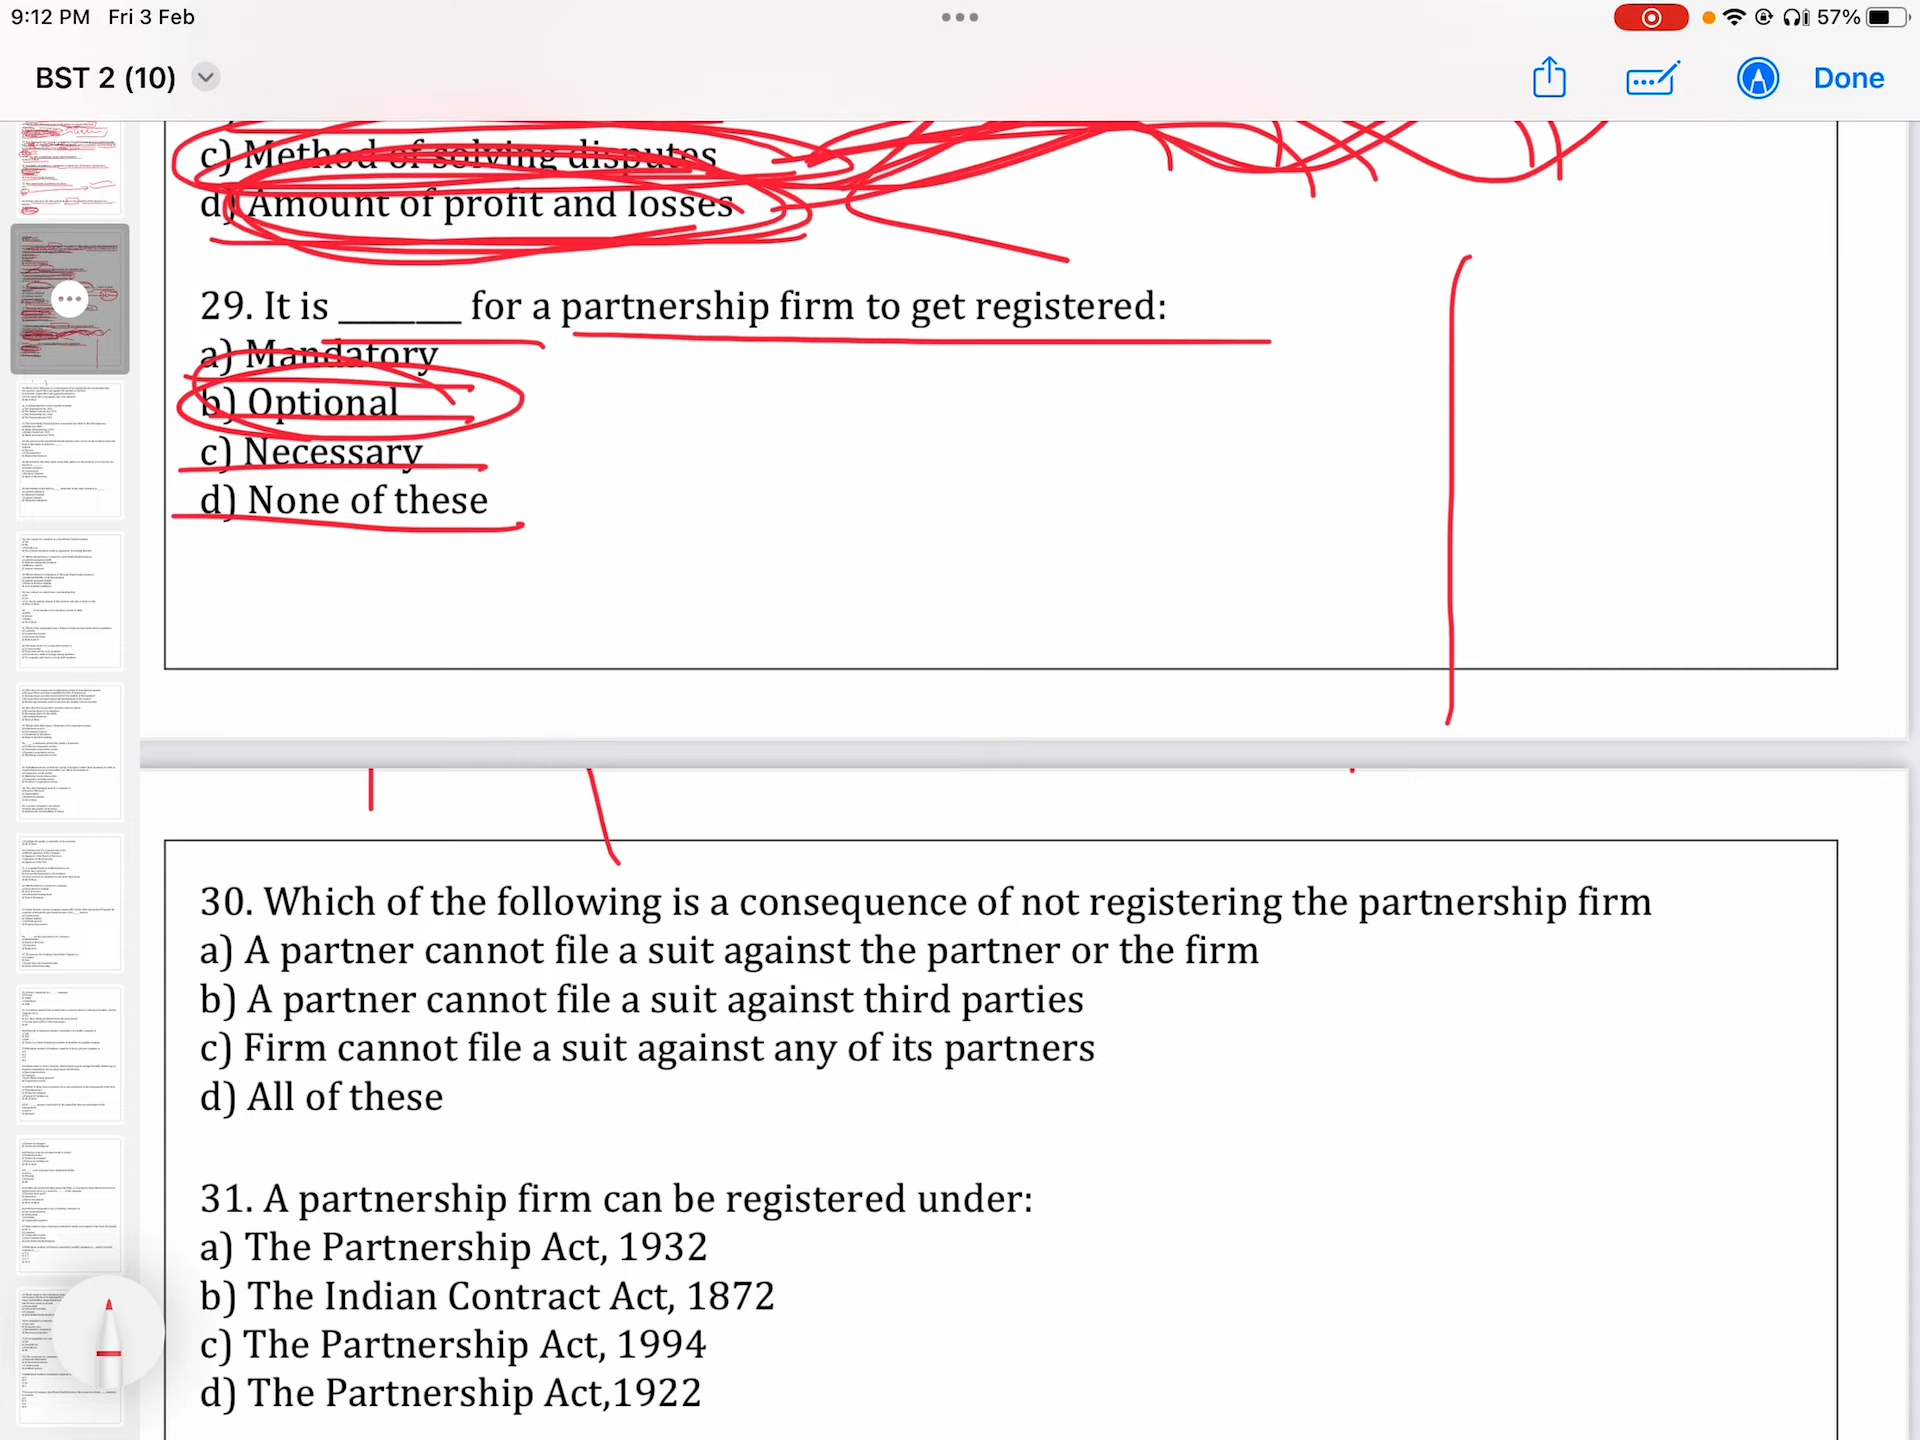 9:12 PM Fri 3 Feb
57%
BST 2 (10)
Done
c) Method of solving disputes
d) Amount of profit and losses
29. It is ______ for a partnership firm to get registered:
a) Mandatory
b) Optional
c) Necessary
d) None of these
30. Which of the following is a consequence of not registering the partnership firm
a) A partner cannot file a suit against the partner or the firm
b) A partner cannot file a suit against third parties
c) Firm cannot file a suit against any of its partners
d) All of these
31. A partnership firm can be registered under:
a) The Partnership Act, 1932
b) The Indian Contract Act, 1872
c) The Partnership Act, 1994
d) The Partnership Act,1922